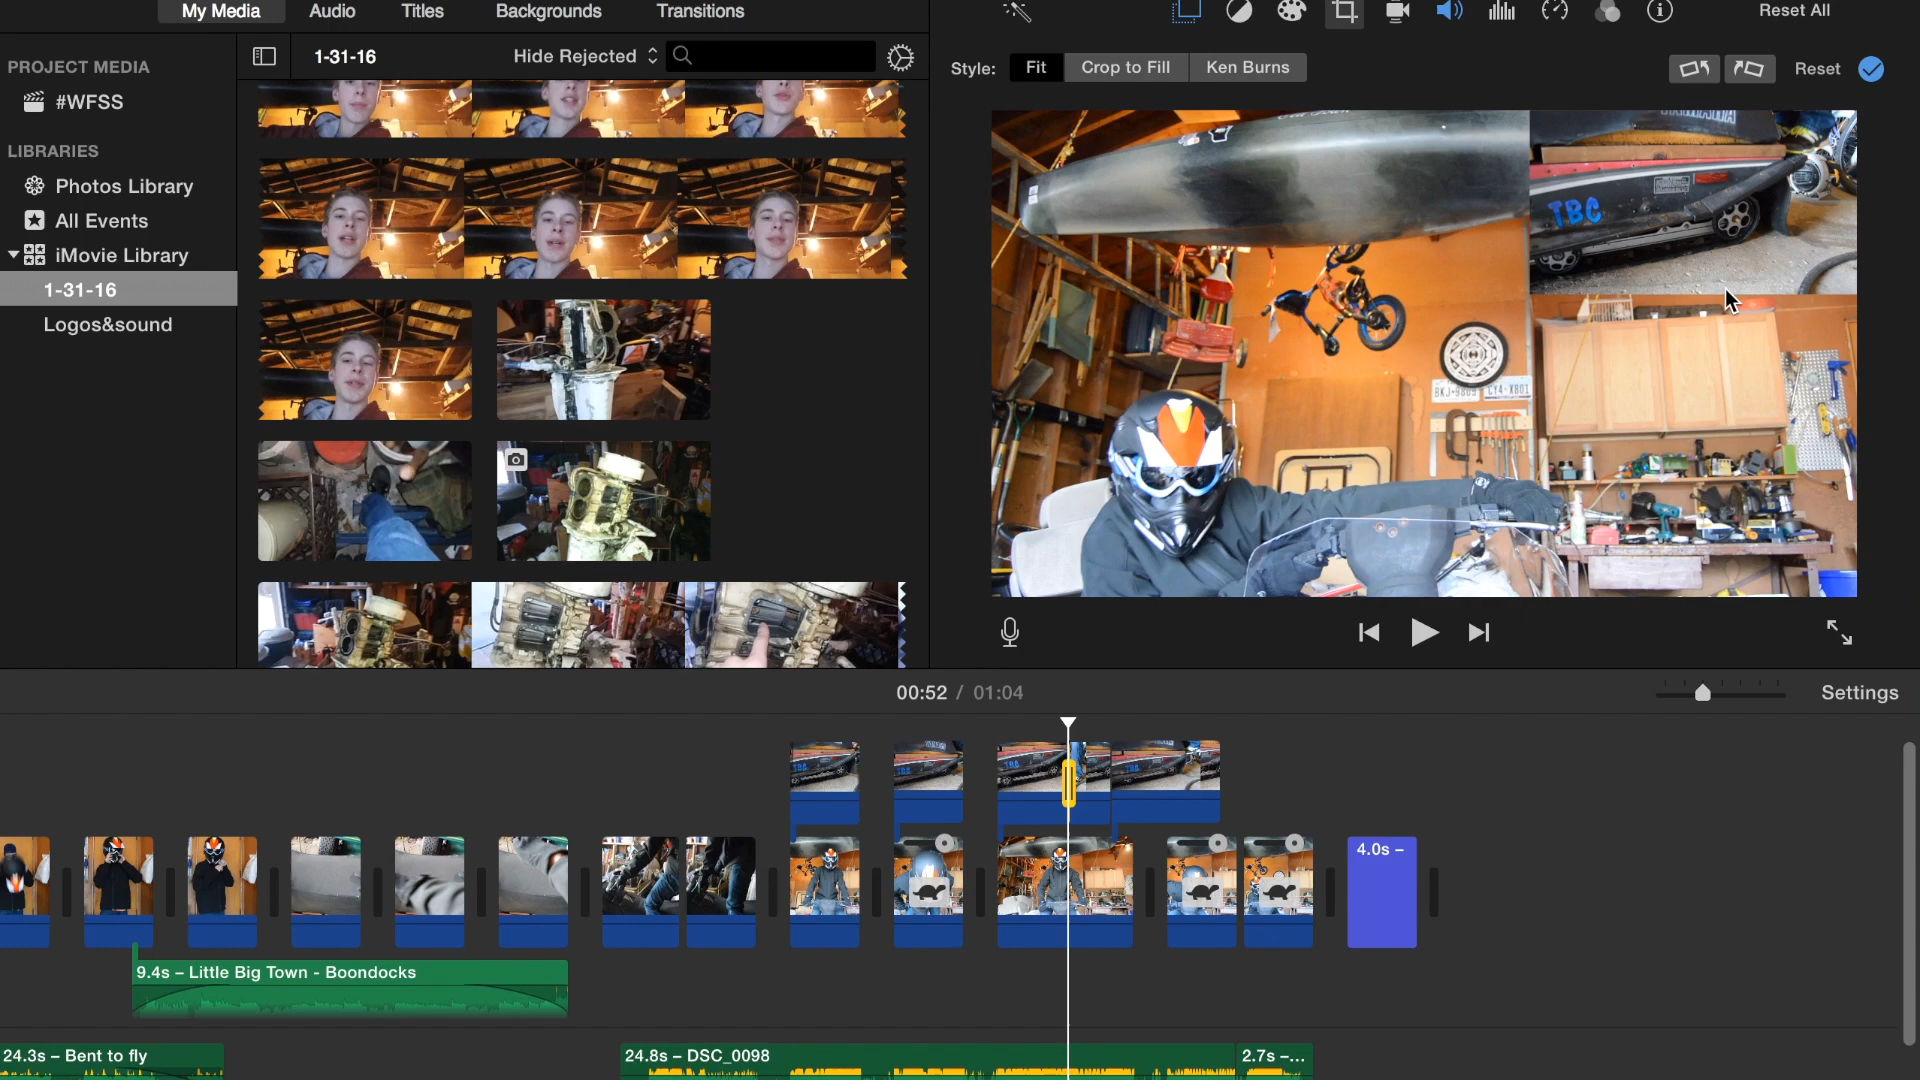 My Media Audio Titles Backgrounds Transitions
Reset All
1-31-16 Hide Rejected
Style: Fit Crop to Fill Ken Burns Reset
PROJECT MEDIA
#WFSS
LIBRARIES
Photos Library
All Events
iMovie Library
1-31-16
Logos&sound
TBC
00:52 / 01:04 Settings
4.0s –
9.4s – Little Big Town - Boondocks
24.3s – Bent to fly
24.8s – DSC_0098
2.7s –...